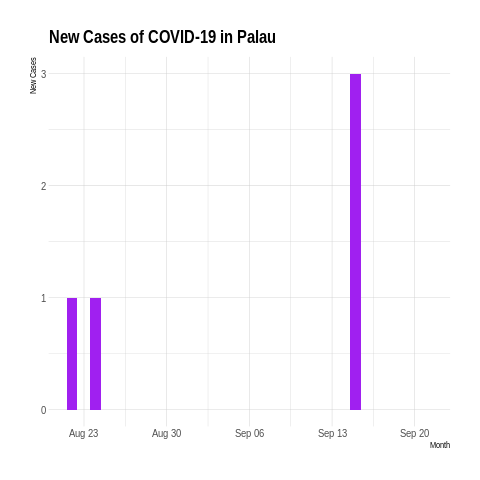 New Cases of COVID-19 in Palau
New Cases
3
2
1
0
Aug 23 Aug 30 Sep 06 Sep 13 Sep 20
Month